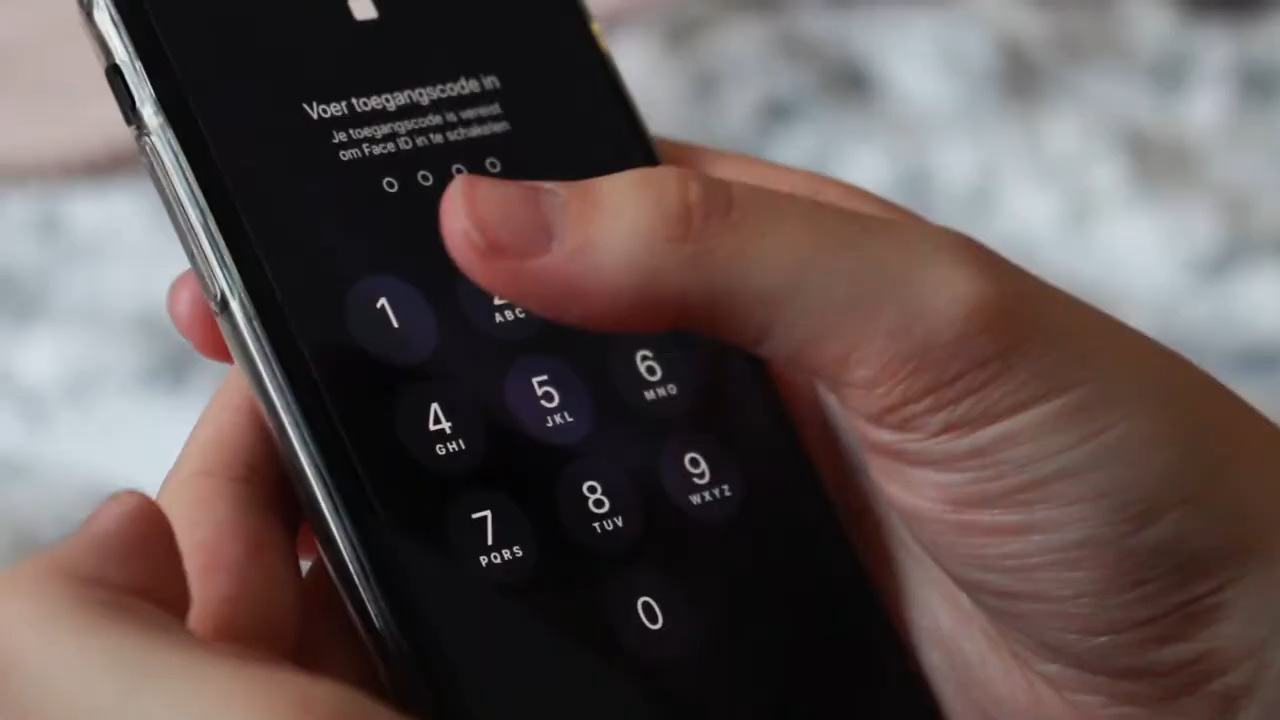 Voer toegangscode in
Je toegangscode is vereist
om Face ID in te schakelen
1
ABC
4
GHI
5
JKL
6
MNO
7
PQRS
8
TUV
9
WXYZ
0